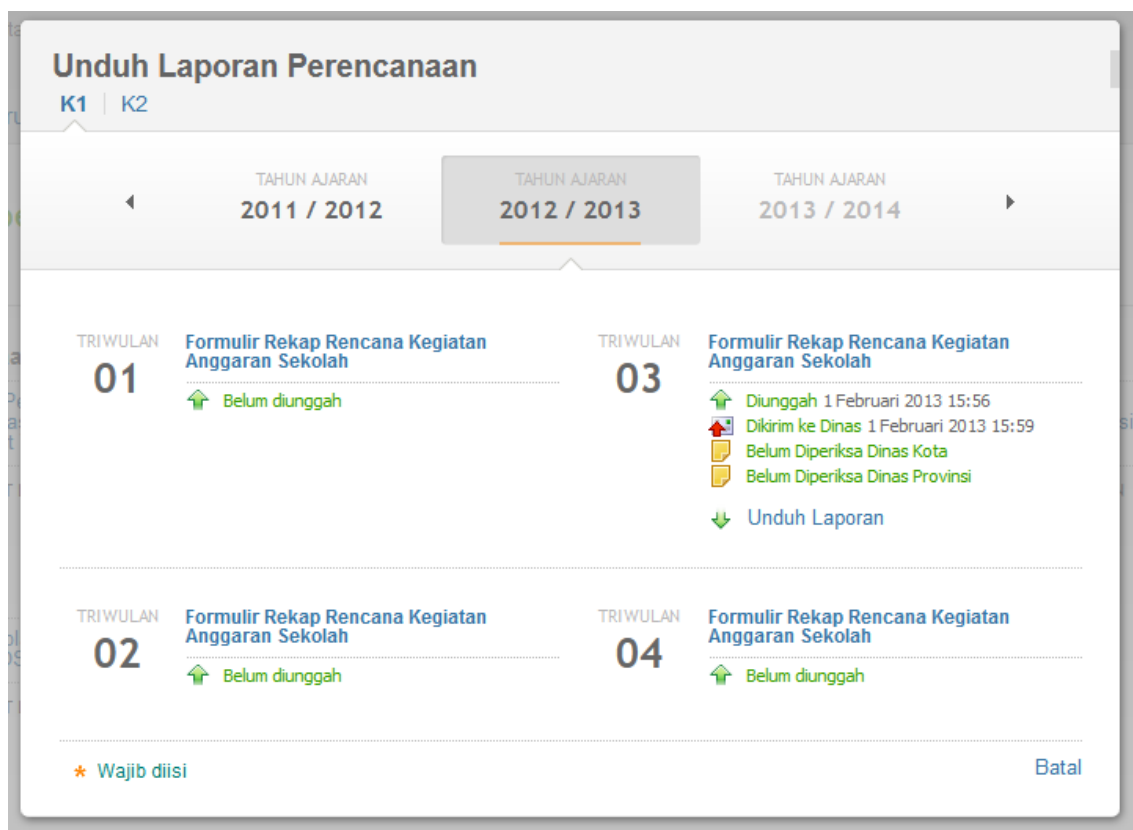 Unduh Laporan Perencanaan
K1 | K2
TAHUN AJARAN
2011 / 2012
TAHUN AJARAN
2012 / 2013
TAHUN AJARAN
2013 / 2014
TRIWULAN
01
Formulir Rekap Rencana Kegiatan
Anggaran Sekolah
Belum diunggah
TRIWULAN
03
Formulir Rekap Rencana Kegiatan
Anggaran Sekolah
Diunggah 1 Februari 2013 15:56
Dikirim ke Dinas 1 Februari 2013 15:59
Belum Diperiksa Dinas Kota
Belum Diperiksa Dinas Provinsi
Unduh Laporan
TRIWULAN
02
Formulir Rekap Rencana Kegiatan
Anggaran Sekolah
Belum diunggah
TRIWULAN
04
Formulir Rekap Rencana Kegiatan
Anggaran Sekolah
Belum diunggah
* Wajib diisi
Batal